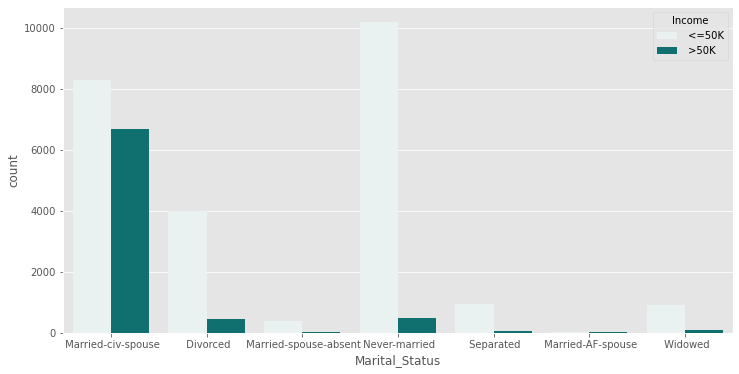 Income
<=50K
>50K
10000
8000
6000
4000
2000
0
count
Married-civ-spouse
Divorced
Married-spouse-absent
Never-married
Separated
Married-AF-spouse
Widowed
Marital_Status